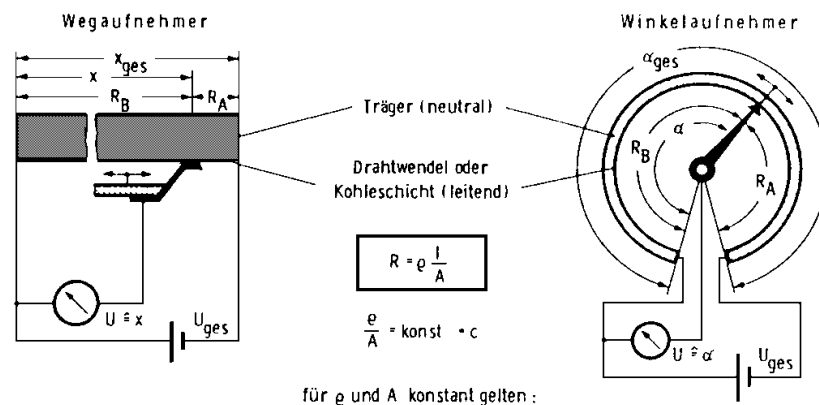 Wegaufnehmer
x_ges
x
R_B
R_A
U ≙ x
U_ges
Träger (neutral)
Drahtwendel oder
Kohleschicht (leitend)
R = ϱ l/A
ϱ/A = konst · c
für ϱ und A konstant gelten :
Winkelaufnehmer
α_ges
α
R_B
R_A
U ≙ α
U_ges